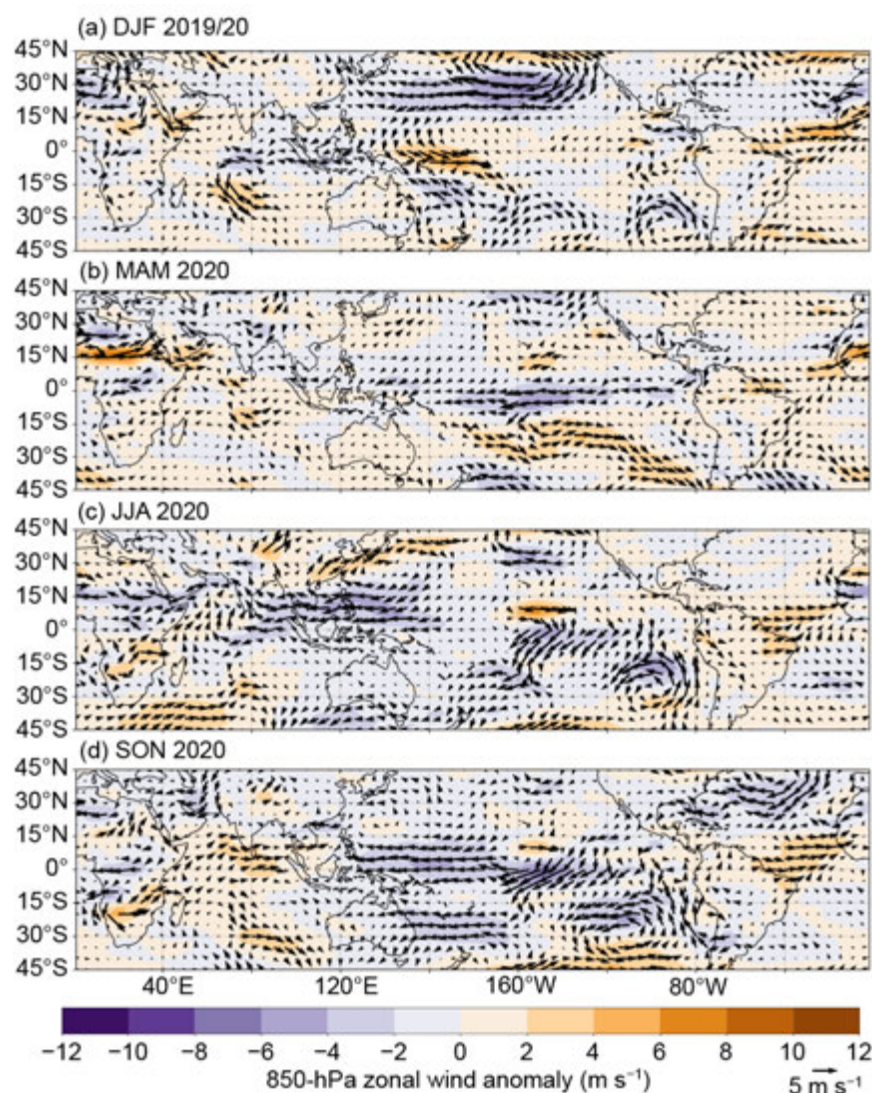 (a) DJF 2019/20
45°N
30°N
15°N
0°
15°S
30°S
45°S
(b) MAM 2020
45°N
30°N
15°N
0°
15°S
30°S
45°S
(c) JJA 2020
45°N
30°N
15°N
0°
15°S
30°S
45°S
(d) SON 2020
45°N
30°N
15°N
0°
15°S
30°S
45°S
40°E 120°E 160°W 80°W
−12 −10 −8 −6 −4 −2 0 2 4 6 8 10 12
850-hPa zonal wind anomaly (m s⁻¹) 5 m s⁻¹